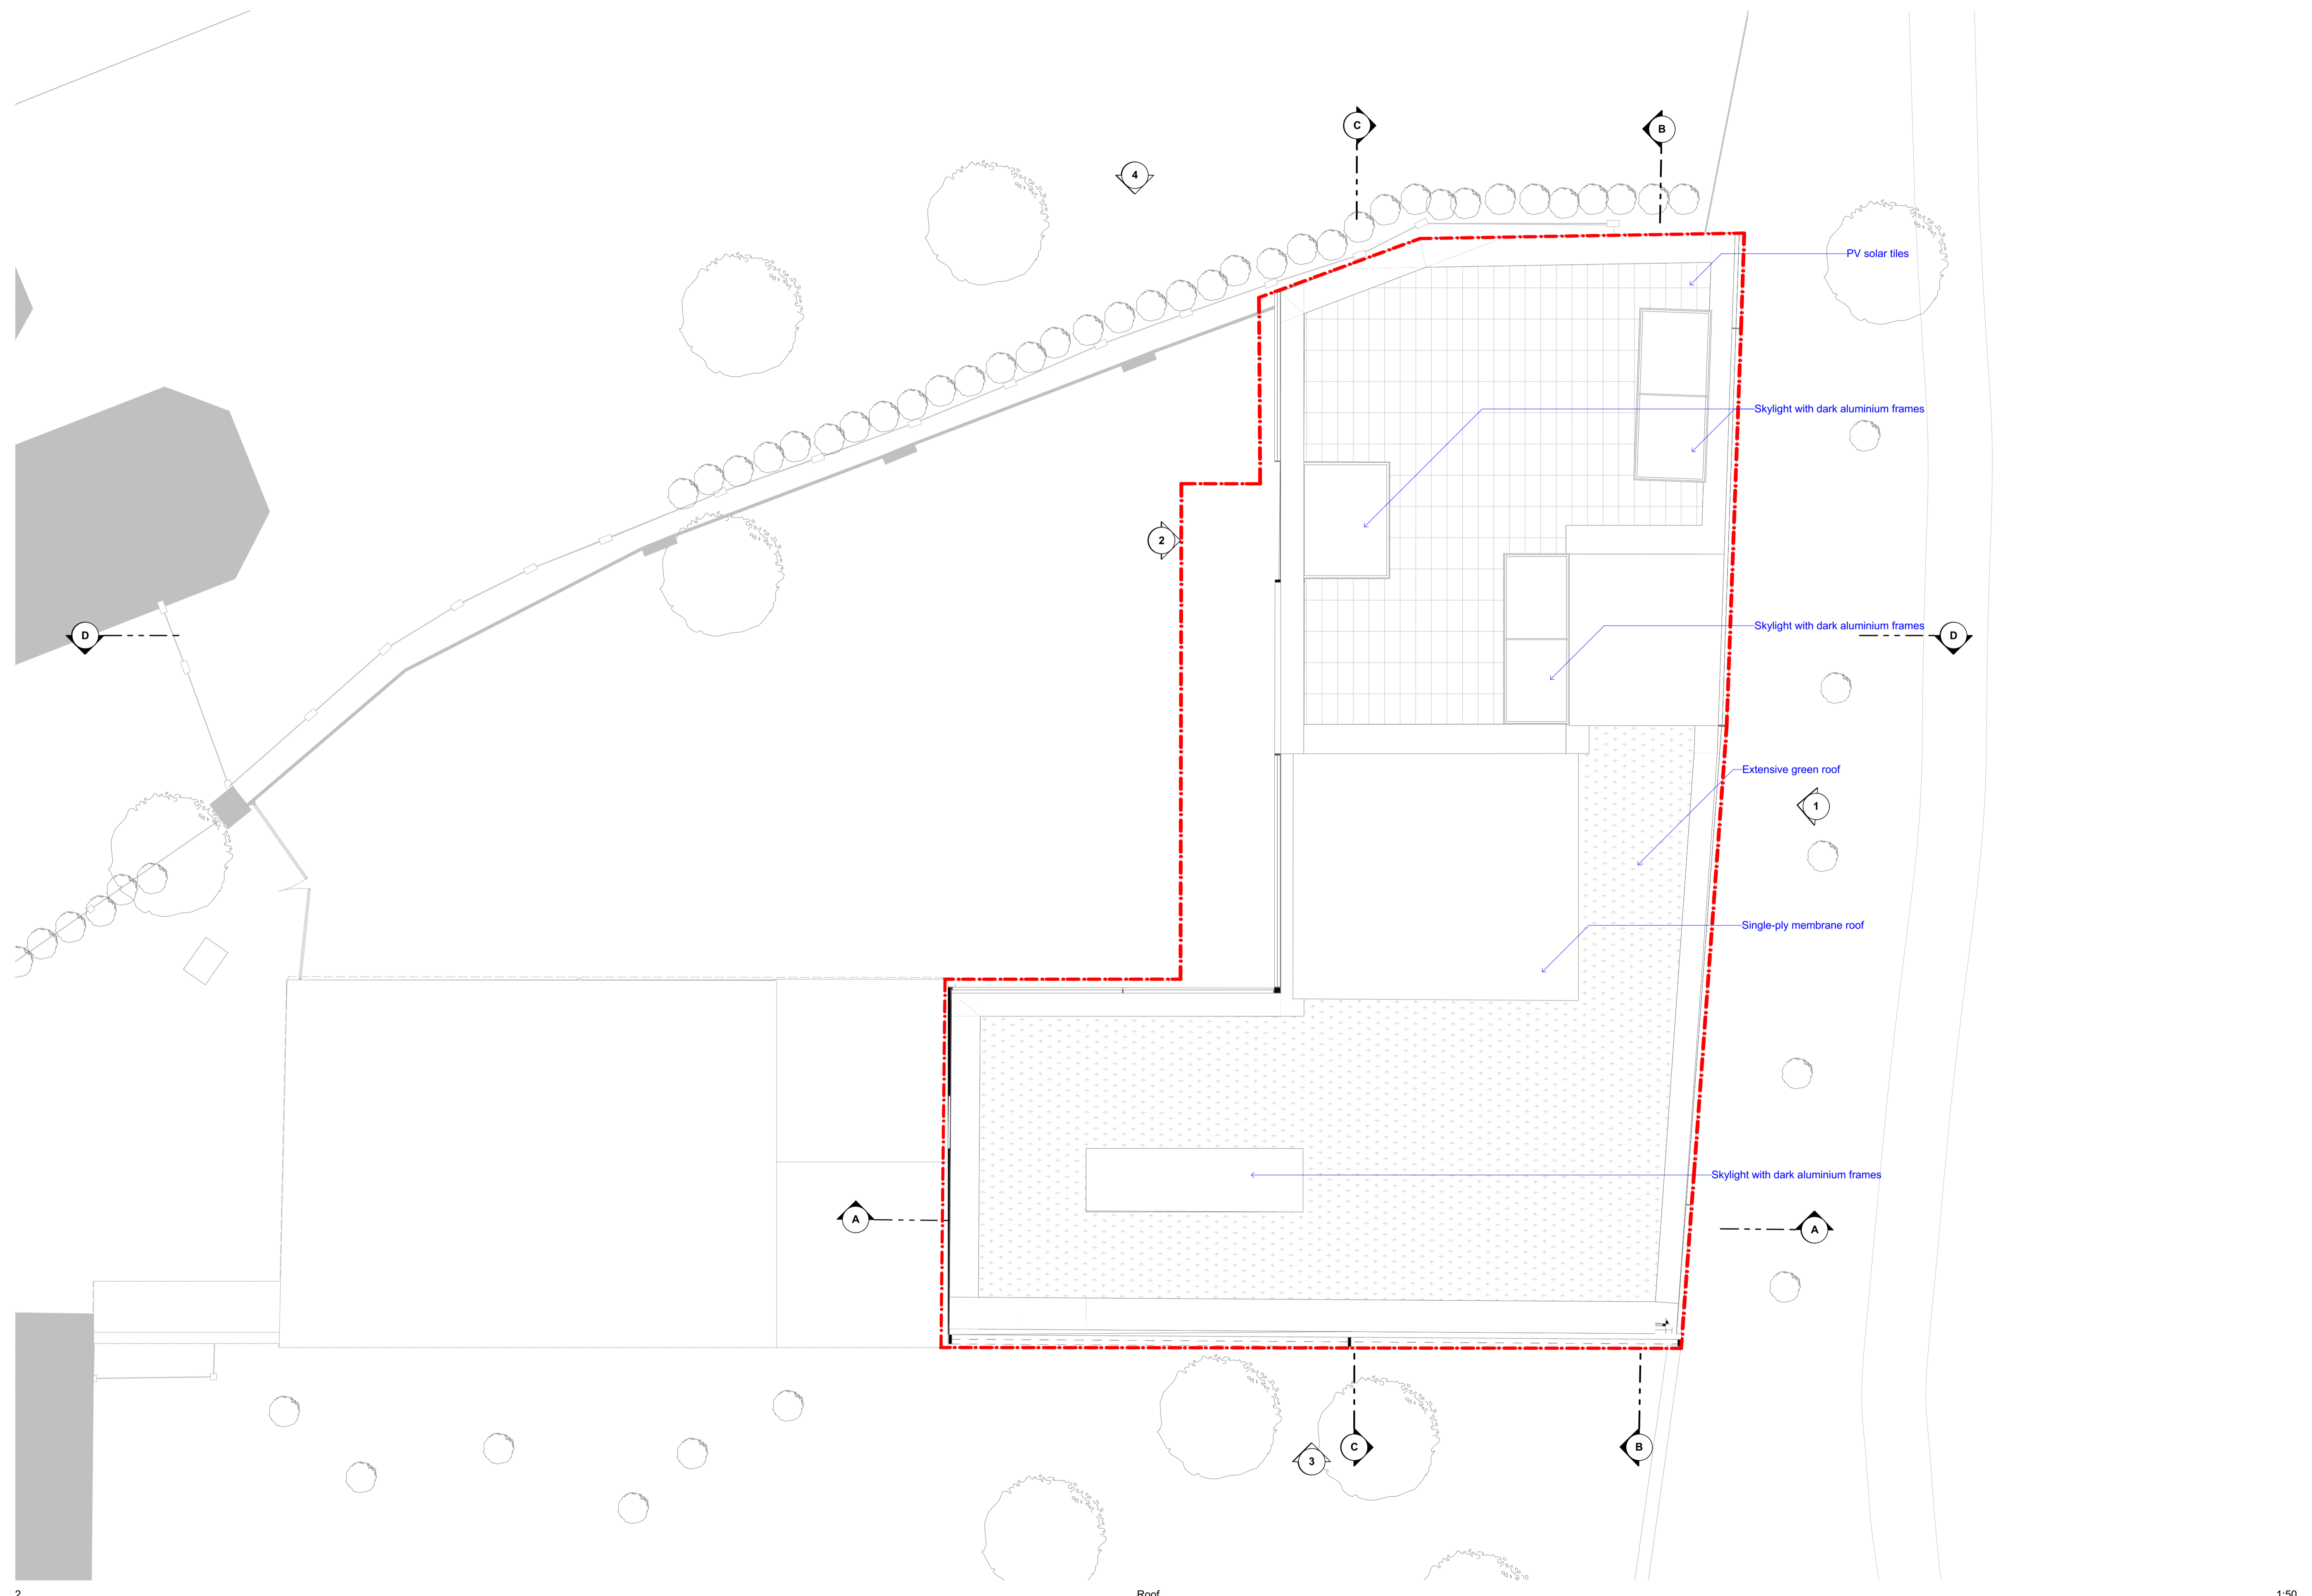 C
B
4
PV solar tiles
Skylight with dark aluminium frames
2
Skylight with dark aluminium frames
D
D
Extensive green roof
1
Single-ply membrane roof
Skylight with dark aluminium frames
A
A
C
B
3
2
Roof
1:50